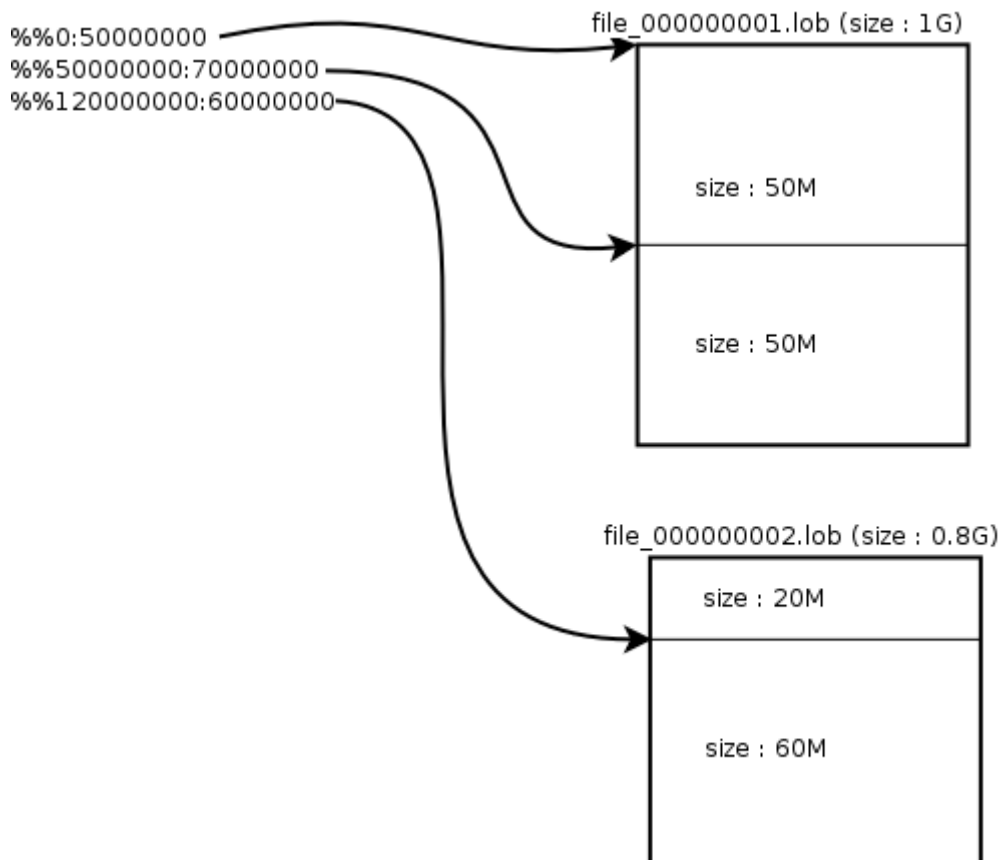 %%0:50000000
%%50000000:70000000
%%120000000:60000000
file_000000001.lob (size : 1G)
size : 50M
size : 50M
file_000000002.lob (size : 0.8G)
size : 20M
size : 60M